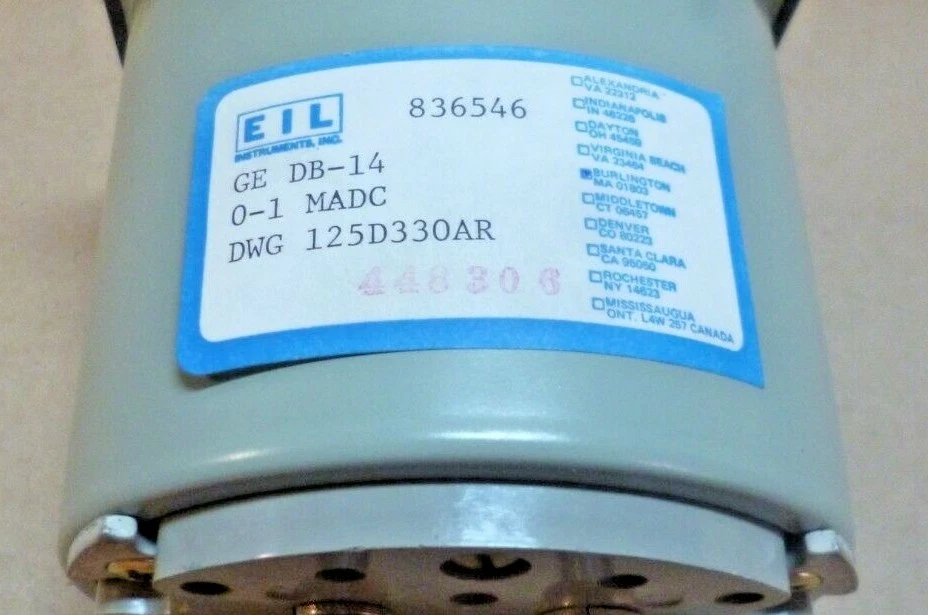 EIL
INSTRUMENTS, INC.
836546
GE DB-14
0-1 MADC
DWG 125D330AR
448306
ALEXANDRIA
VA 22312
INDIANAPOLIS
IN 46226
DAYTON
OH 45459
VIRGINIA BEACH
VA 23464
BURLINGTON
MA 01803
MIDDLETOWN
CT 06457
DENVER
CO 80223
SANTA CLARA
CA 95050
ROCHESTER
NY 14623
MISSISSAUGUA
ONT. L4W 2S7 CANADA